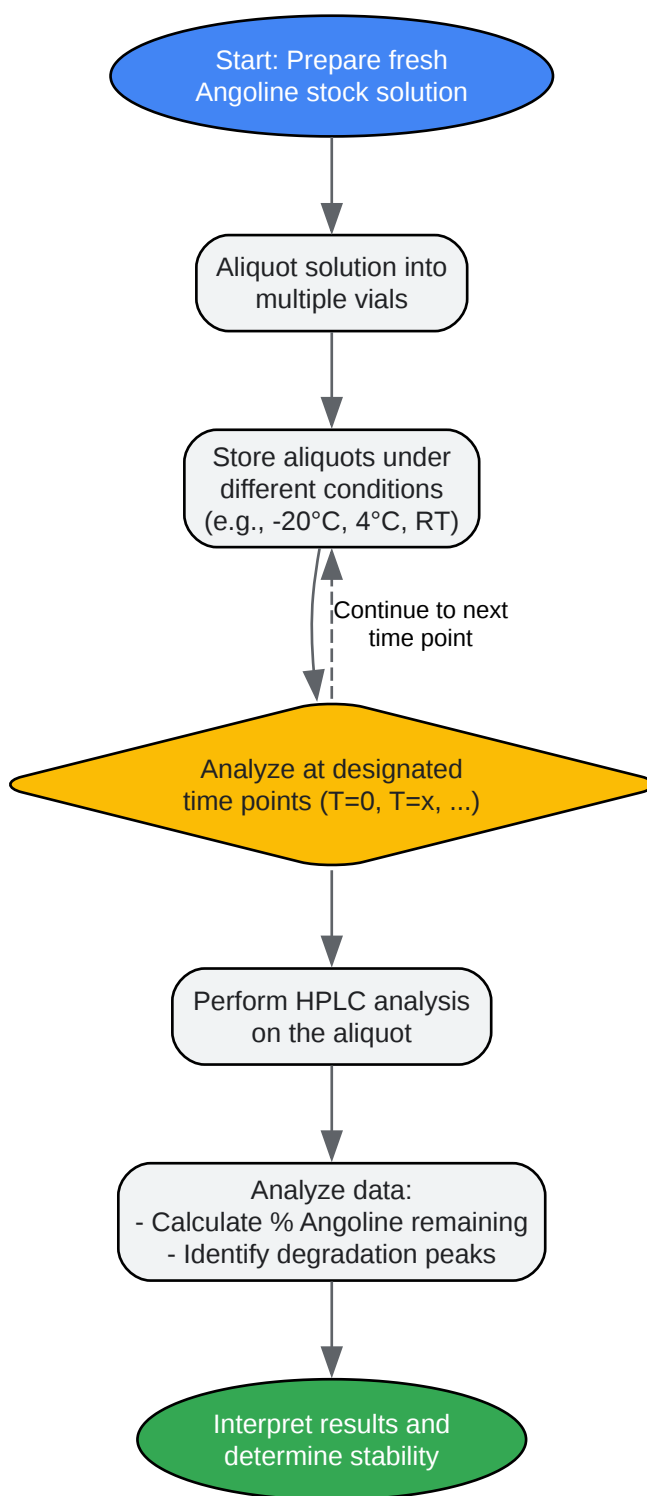 Start: Prepare fresh
Angoline stock solution
Aliquot solution into
multiple vials
Store aliquots under
different conditions
(e.g., -20°C, 4°C, RT)
Continue to next
time point
Analyze at designated
time points (T=0, T=x, ...)
Perform HPLC analysis
on the aliquot
Analyze data:
- Calculate % Angoline remaining
- Identify degradation peaks
Interpret results and
determine stability